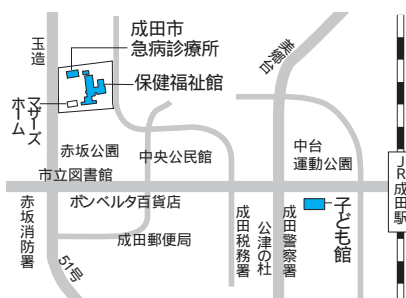 成田市
急病診療所
保健福祉館
玉造
美郷台
マザーズ
ホーム
赤坂公園
中央公民館
中台
運動公園
市立図書館
ボンベルタ百貨店
子ども館
JR成田駅
赤坂消防署
成田郵便局
成田税務署
公津の杜
成田警察署
51号